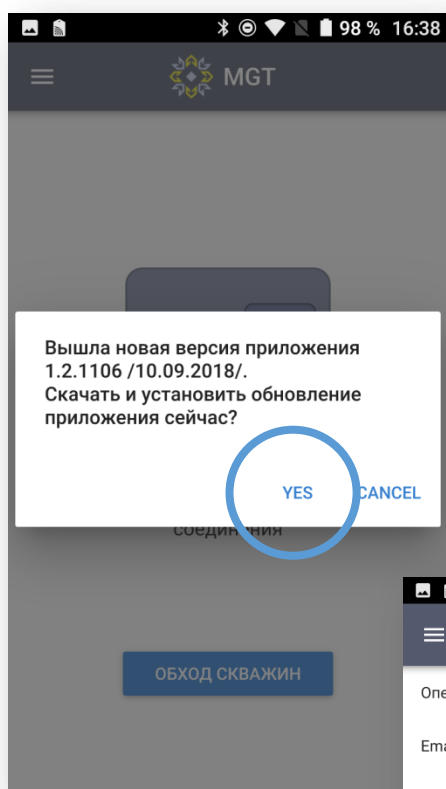 98 % 16:38
MGT
Вышла новая версия приложения
1.2.1106 /10.09.2018/.
Скачать и установить обновление
приложения сейчас?
YES CANCEL
соединения
ОБХОД СКВАЖИН